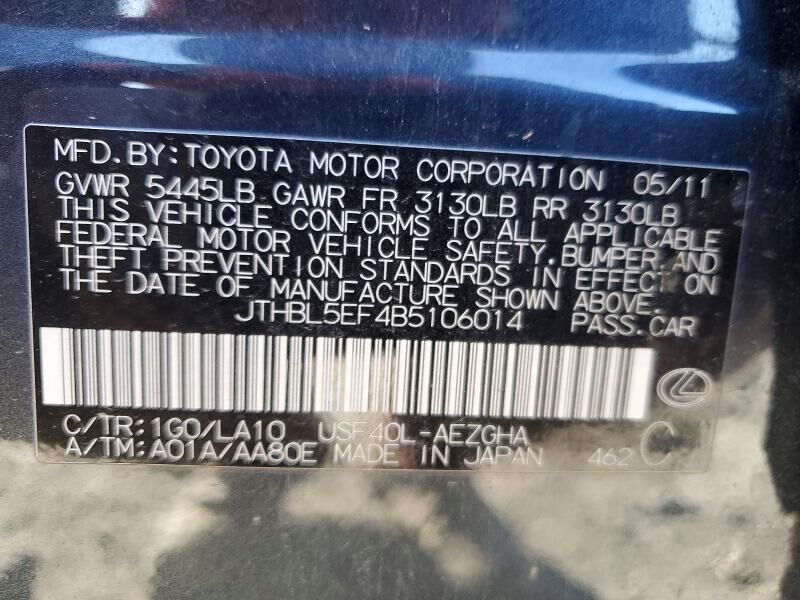 MFD.BY:TOYOTA MOTOR CORPORATION 05/11
GVWR 5445LB GAWR FR 3130LB RR 3130LB
THIS VEHICLE CONFORMS TO ALL APPLICABLE
FEDERAL MOTOR VEHICLE SAFETY,BUMPER,AND
THEFT PREVENTION STANDARDS IN EFFECT ON
THE DATE OF MANUFACTURE SHOWN ABOVE.
JTHBL5EF4B5106014 PASS.CAR
C/TR:1G0/LA10 USF40L-AEZGHA
A/TM:A01A/AA80E MADE IN JAPAN 462 C